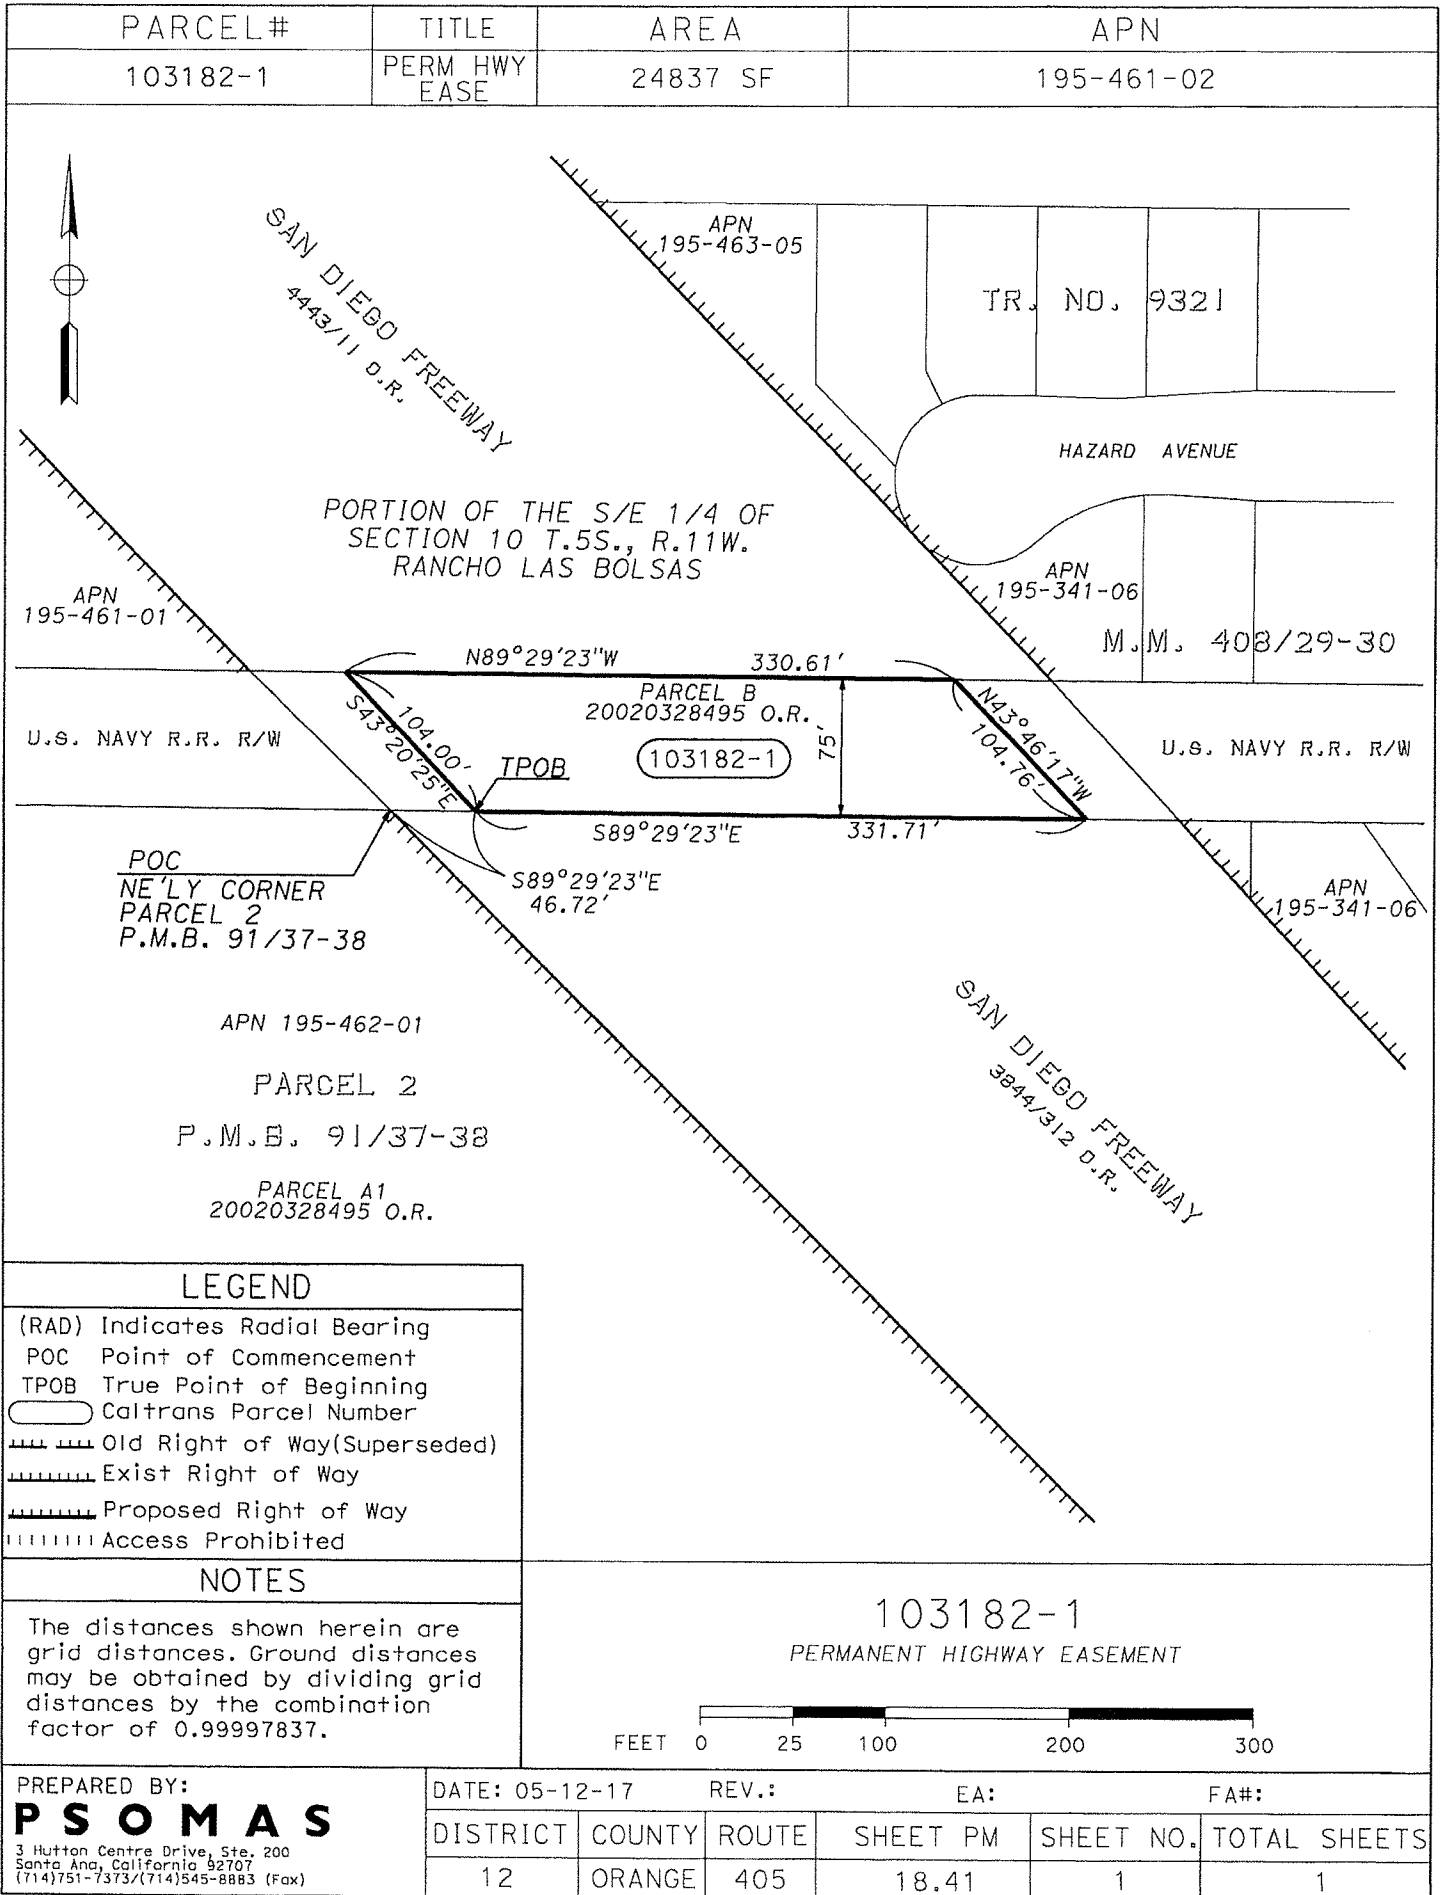 PARCEL# TITLE AREA APN
103182-1 PERM HWY EASE 24837 SF 195-461-02
SAN DIEGO FREEWAY
4443/11 O.R.
APN
195-463-05
TR. NO. 9321
HAZARD AVENUE
PORTION OF THE S/E 1/4 OF
SECTION 10 T.5S., R.11W.
RANCHO LAS BOLSAS
APN
195-461-01
APN
195-341-06
M.M. 408/29-30
N89°29'23"W 330.61'
PARCEL B
20020328495 O.R.
103182-1
75'
S43°20'25"E
104.00'
N43°46'17"W
104.76'
U.S. NAVY R.R. R/W
U.S. NAVY R.R. R/W
TPOB
S89°29'23"E 331.71'
POC
NE'LY CORNER
PARCEL 2
P.M.B. 91/37-38
S89°29'23"E
46.72'
APN
195-341-06
APN 195-462-01
PARCEL 2
P.M.B. 91/37-38
PARCEL A1
20020328495 O.R.
SAN DIEGO FREEWAY
3844/312 O.R.
LEGEND
(RAD) Indicates Radial Bearing
POC Point of Commencement
TPOB True Point of Beginning
Caltrans Parcel Number
Old Right of Way(Superseded)
Exist Right of Way
Proposed Right of Way
Access Prohibited
NOTES
The distances shown herein are
grid distances. Ground distances
may be obtained by dividing grid
distances by the combination
factor of 0.99997837.
103182-1
PERMANENT HIGHWAY EASEMENT
FEET 0 25 100 200 300
PREPARED BY:
PSOMAS
3 Hutton Centre Drive, Ste. 200
Santa Ana, California 92707
(714)751-7373/(714)545-8883 (Fax)
DATE: 05-12-17 REV.: EA: FA#:
DISTRICT COUNTY ROUTE SHEET PM SHEET NO. TOTAL SHEETS
12 ORANGE 405 18.41 1 1